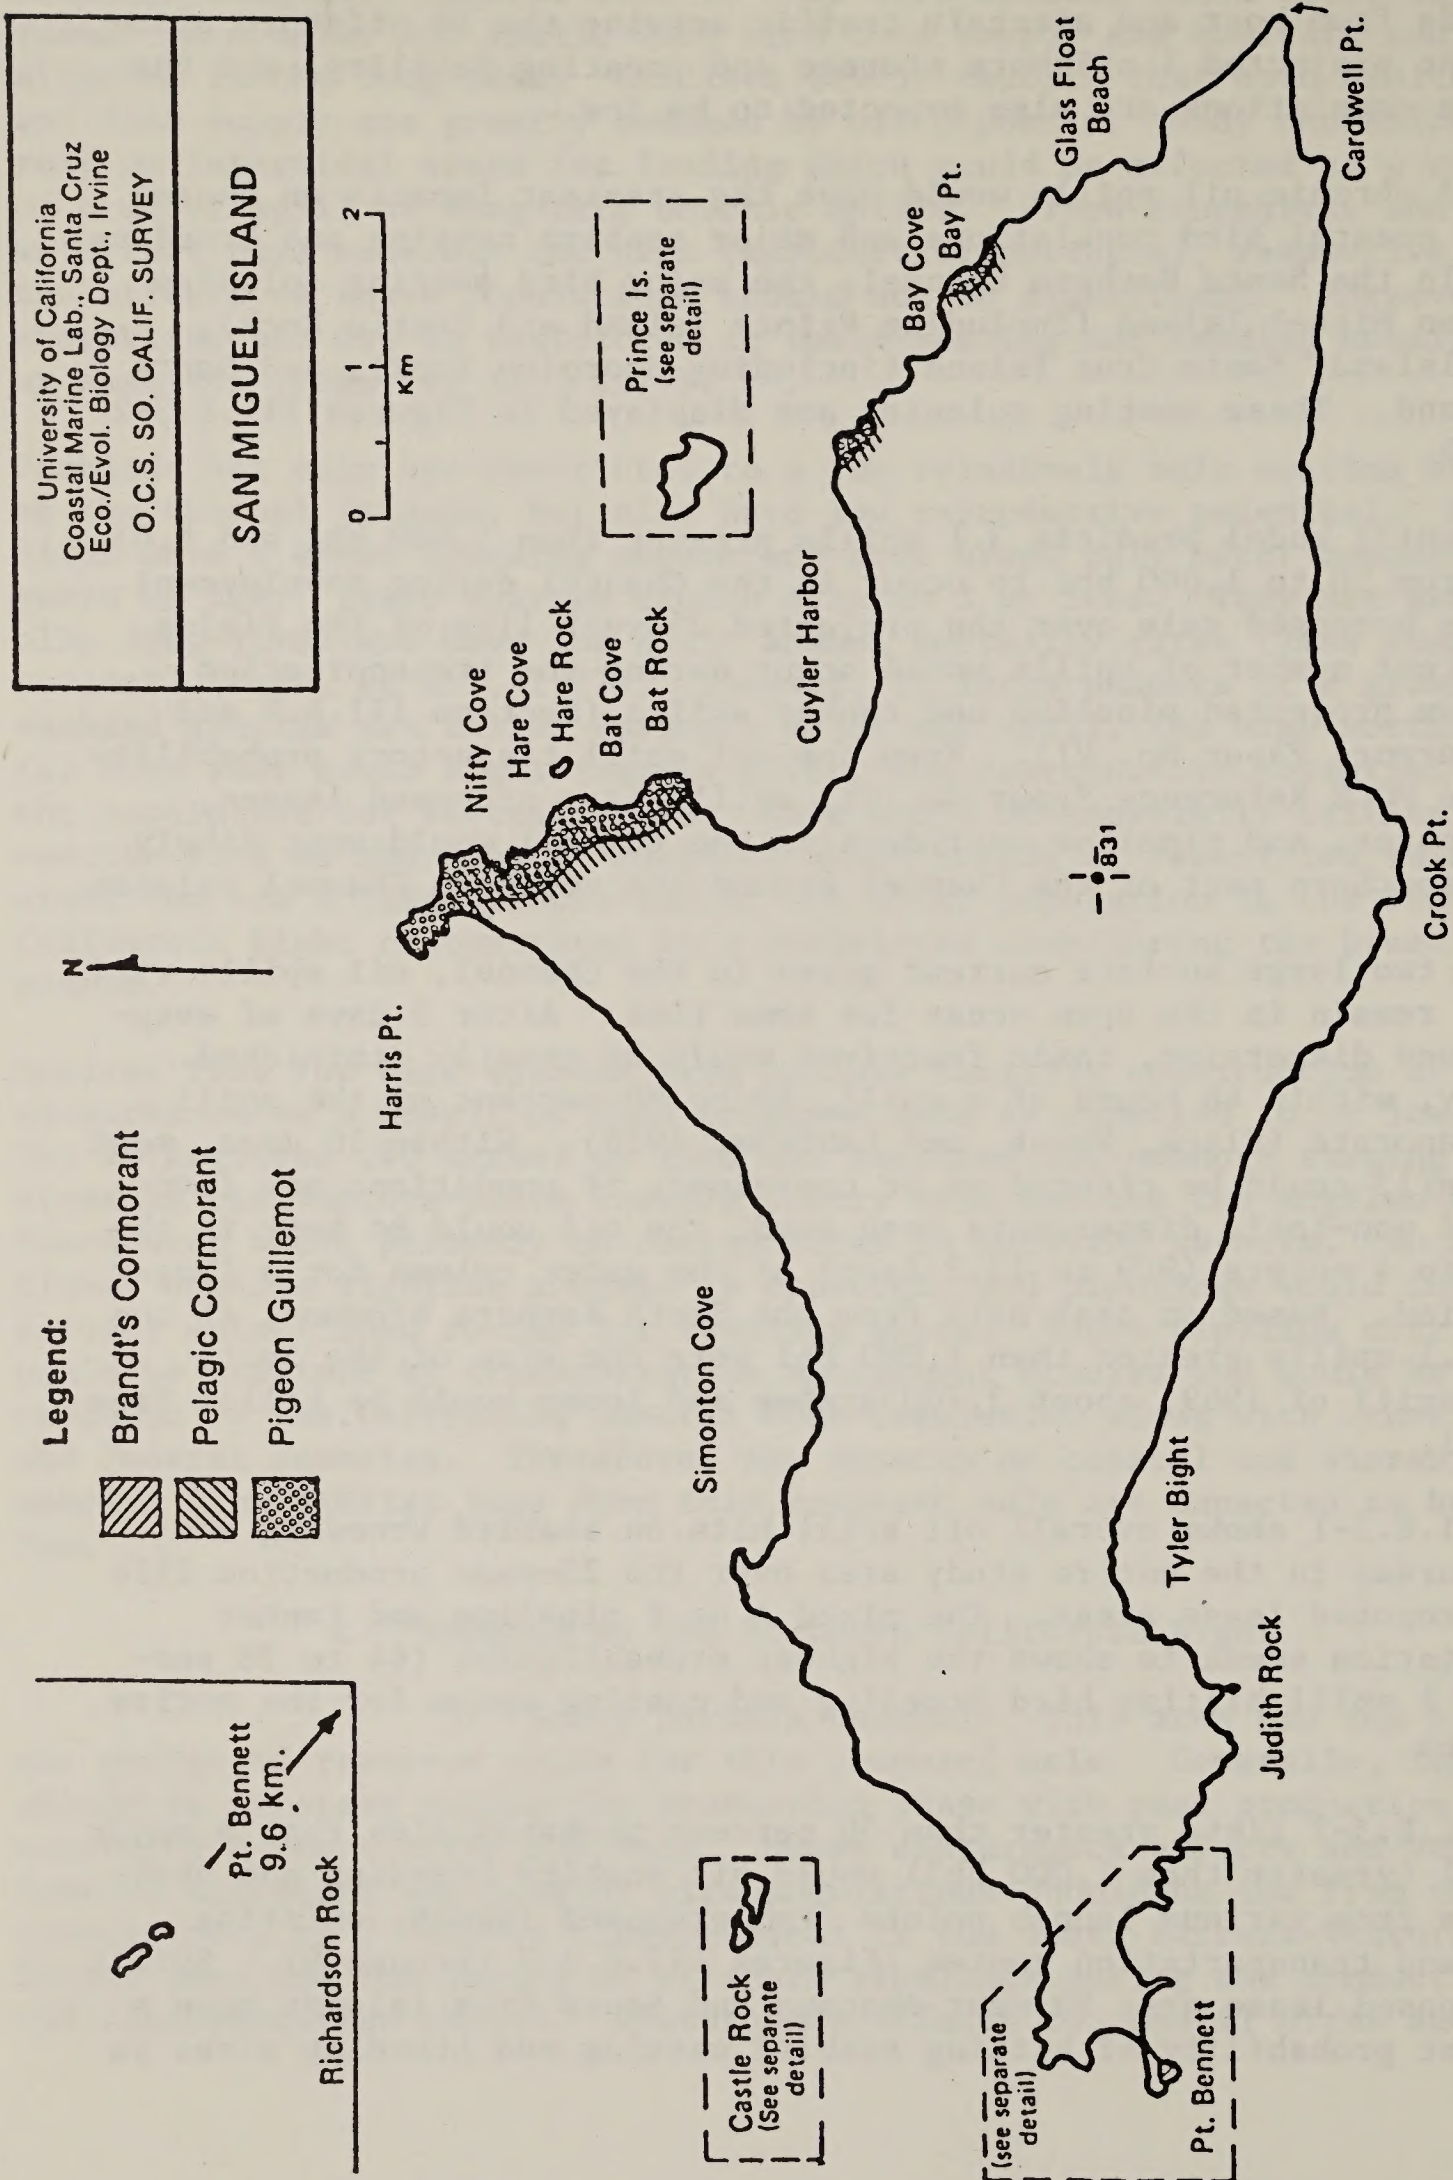 University of California
Coastal Marine Lab., Santa Cruz
Eco./Evol. Biology Dept., Irvine
O.C.S. SO. CALIF. SURVEY
SAN MIGUEL ISLAND
0 1 2
Km
N
Legend:
Brandt's Cormorant
Pelagic Cormorant
Pigeon Guillemot
Pt. Bennett
9.6 km.
Richardson Rock
Harris Pt.
Nifty Cove
Hare Cove
Hare Rock
Bat Cove
Bat Rock
Prince Is.
(see separate
detail)
Simonton Cove
Cuyler Harbor
Castle Rock
(See separate
detail)
Bay Cove
Bay Pt.
Glass Float
Beach
831
(see separate
detail)
Pt. Bennett
Judith Rock
Tyler Bight
Crook Pt.
Cardwell Pt.